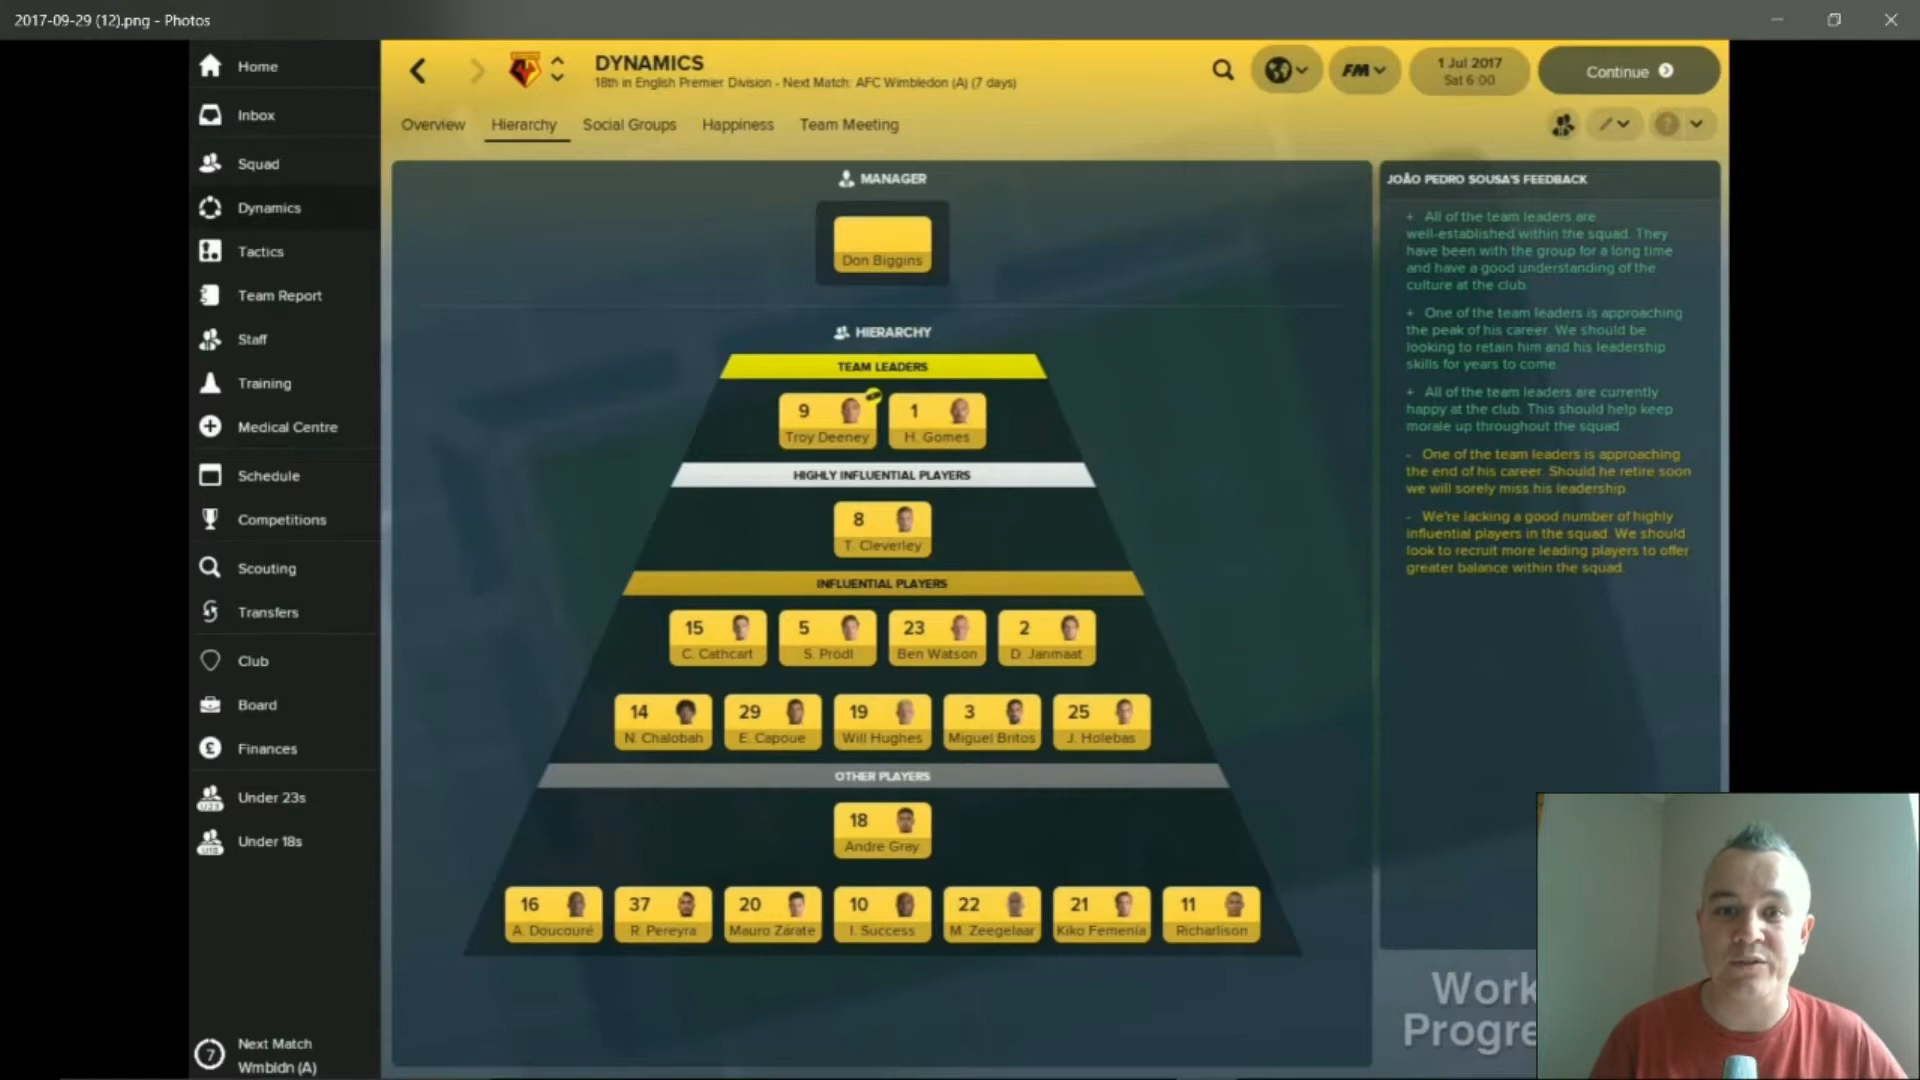 2017-09-29 (12).png - Photos
Home
Inbox
Squad
Dynamics
Tactics
Team Report
Staff
Training
Medical Centre
Schedule
Competitions
Scouting
Transfers
Club
Board
Finances
Under 23s
Under 18s
7
Next Match
Wmbldn (A)
DYNAMICS
18th in English Premier Division - Next Match: AFC Wimbledon (A) (7 days)
FM
1 Jul 2017
Sat 6:00
Continue
Overview
Hierarchy
Social Groups
Happiness
Team Meeting
MANAGER
Don Biggins
HIERARCHY
TEAM LEADERS
9
Troy Deeney
1
H. Gomes
HIGHLY INFLUENTIAL PLAYERS
8
T. Cleverley
INFLUENTIAL PLAYERS
15
C. Cathcart
5
S. Prödl
23
Ben Watson
2
D. Janmaat
14
N. Chalobah
29
E. Capoue
19
Will Hughes
3
Miguel Britos
25
J. Holebas
OTHER PLAYERS
18
Andre Gray
16
A. Doucouré
37
R. Pereyra
20
Mauro Zárate
10
I. Success
22
M. Zeegelaar
21
Kiko Femenía
11
Richarlison
JOÃO PEDRO SOUSA'S FEEDBACK
+ All of the team leaders are
well-established within the squad. They
have been with the group for a long time
and have a good understanding of the
culture at the club.
+ One of the team leaders is approaching
the peak of his career. We should be
looking to retain him and his leadership
skills for years to come.
+ All of the team leaders are currently
happy at the club. This should help keep
morale up throughout the squad.
- One of the team leaders is approaching
the end of his career. Should he retire soon
we will sorely miss his leadership.
- We're lacking a good number of highly
influential players in the squad. We should
look to recruit more leading players to offer
greater balance within the squad.
Work
Progre